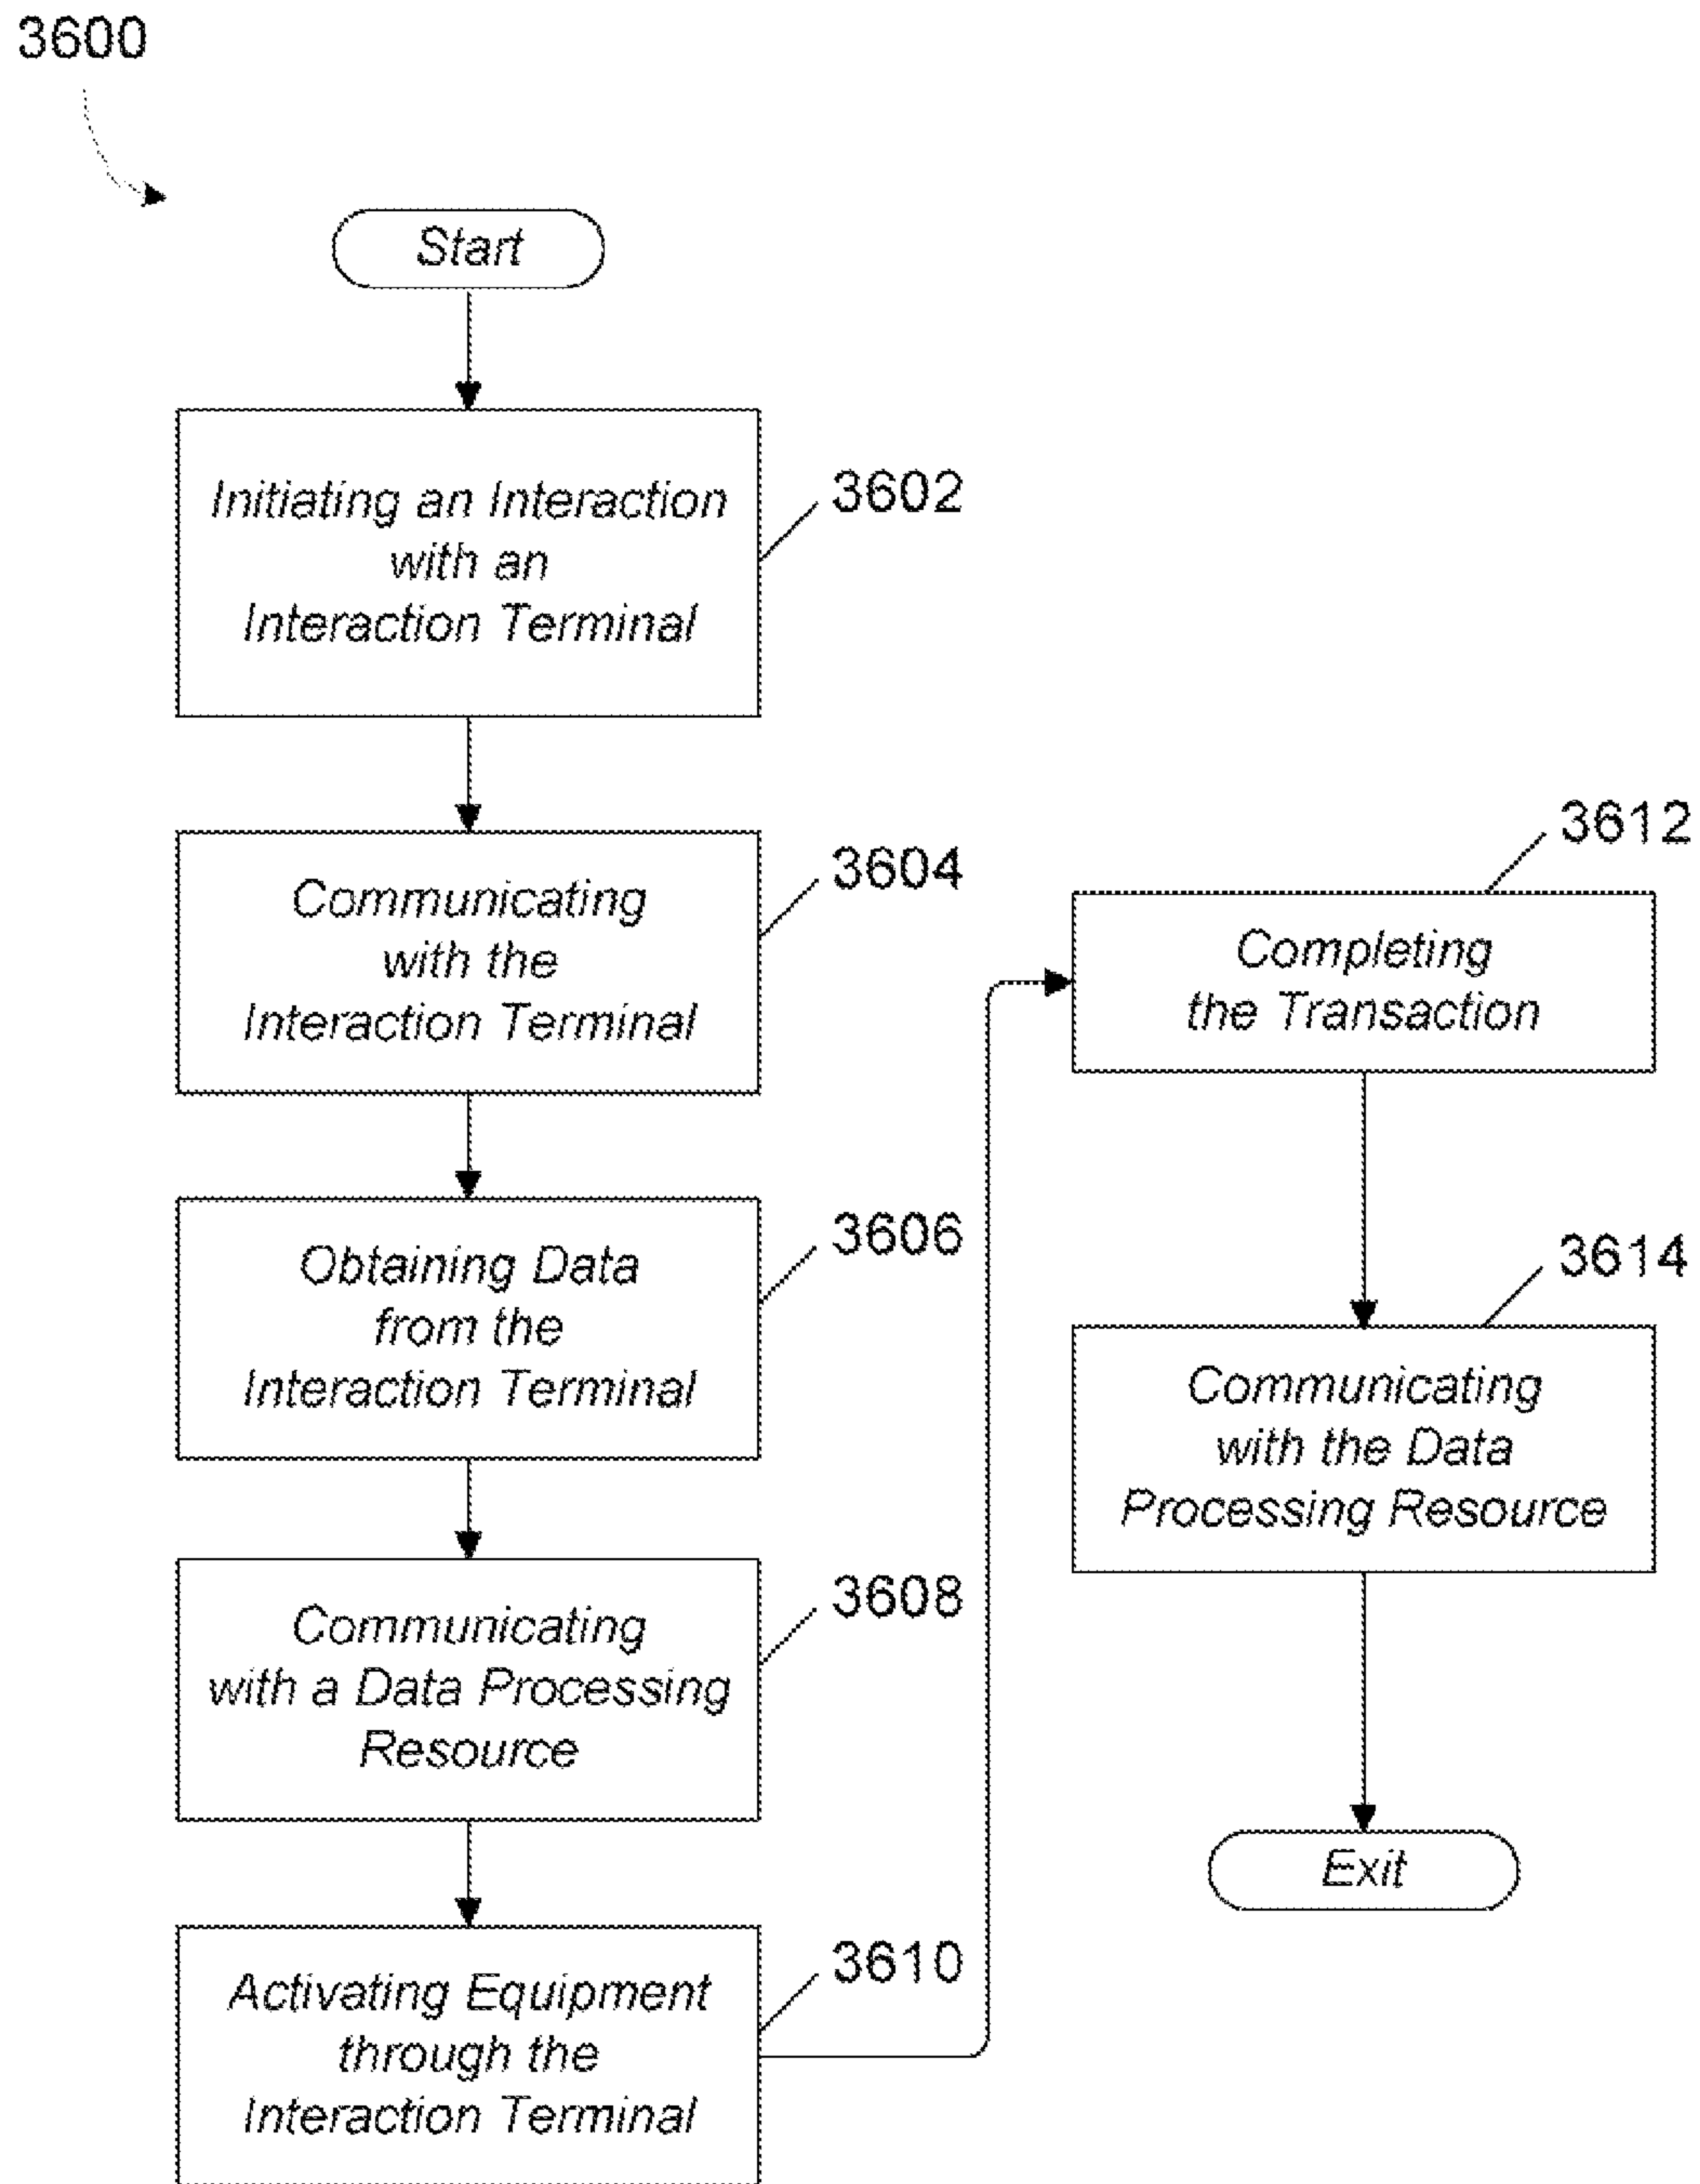 3600
Start
Initiating an Interaction
with an
Interaction Terminal
3602
Communicating
with the
Interaction Terminal
3604
Obtaining Data
from the
Interaction Terminal
3606
Communicating
with a Data Processing
Resource
3608
Activating Equipment
through the
Interaction Terminal
3610
Completing
the Transaction
3612
Communicating
with the Data
Processing Resource
3614
Exit